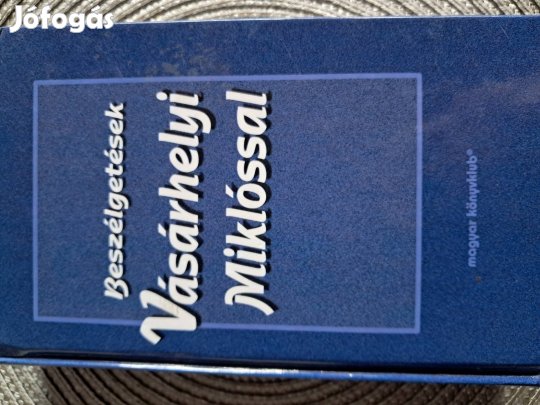 Jófogás
Beszélgetések
Vásárhelyi
Miklóssal
magyar könyvklub®